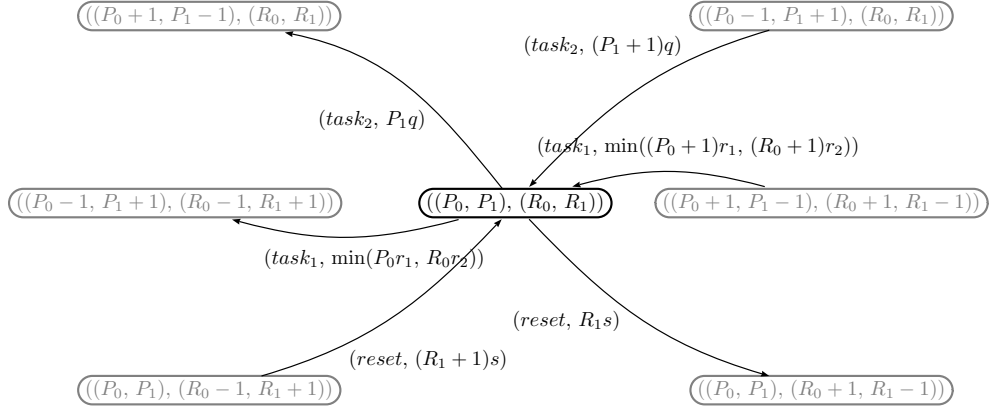 ((P₀ + 1, P₁ − 1), (R₀, R₁))
((P₀ − 1, P₁ + 1), (R₀, R₁))
(task₂, (P₁ + 1)q)
(task₂, P₁q)
(task₁, min((P₀ + 1)r₁, (R₀ + 1)r₂))
((P₀ − 1, P₁ + 1), (R₀ − 1, R₁ + 1))
((P₀, P₁), (R₀, R₁))
((P₀ + 1, P₁ − 1), (R₀ + 1, R₁ − 1))
(task₁, min(P₀r₁, R₀r₂))
(reset, R₁s)
(reset, (R₁ + 1)s)
((P₀, P₁), (R₀ − 1, R₁ + 1))
((P₀, P₁), (R₀ + 1, R₁ − 1))